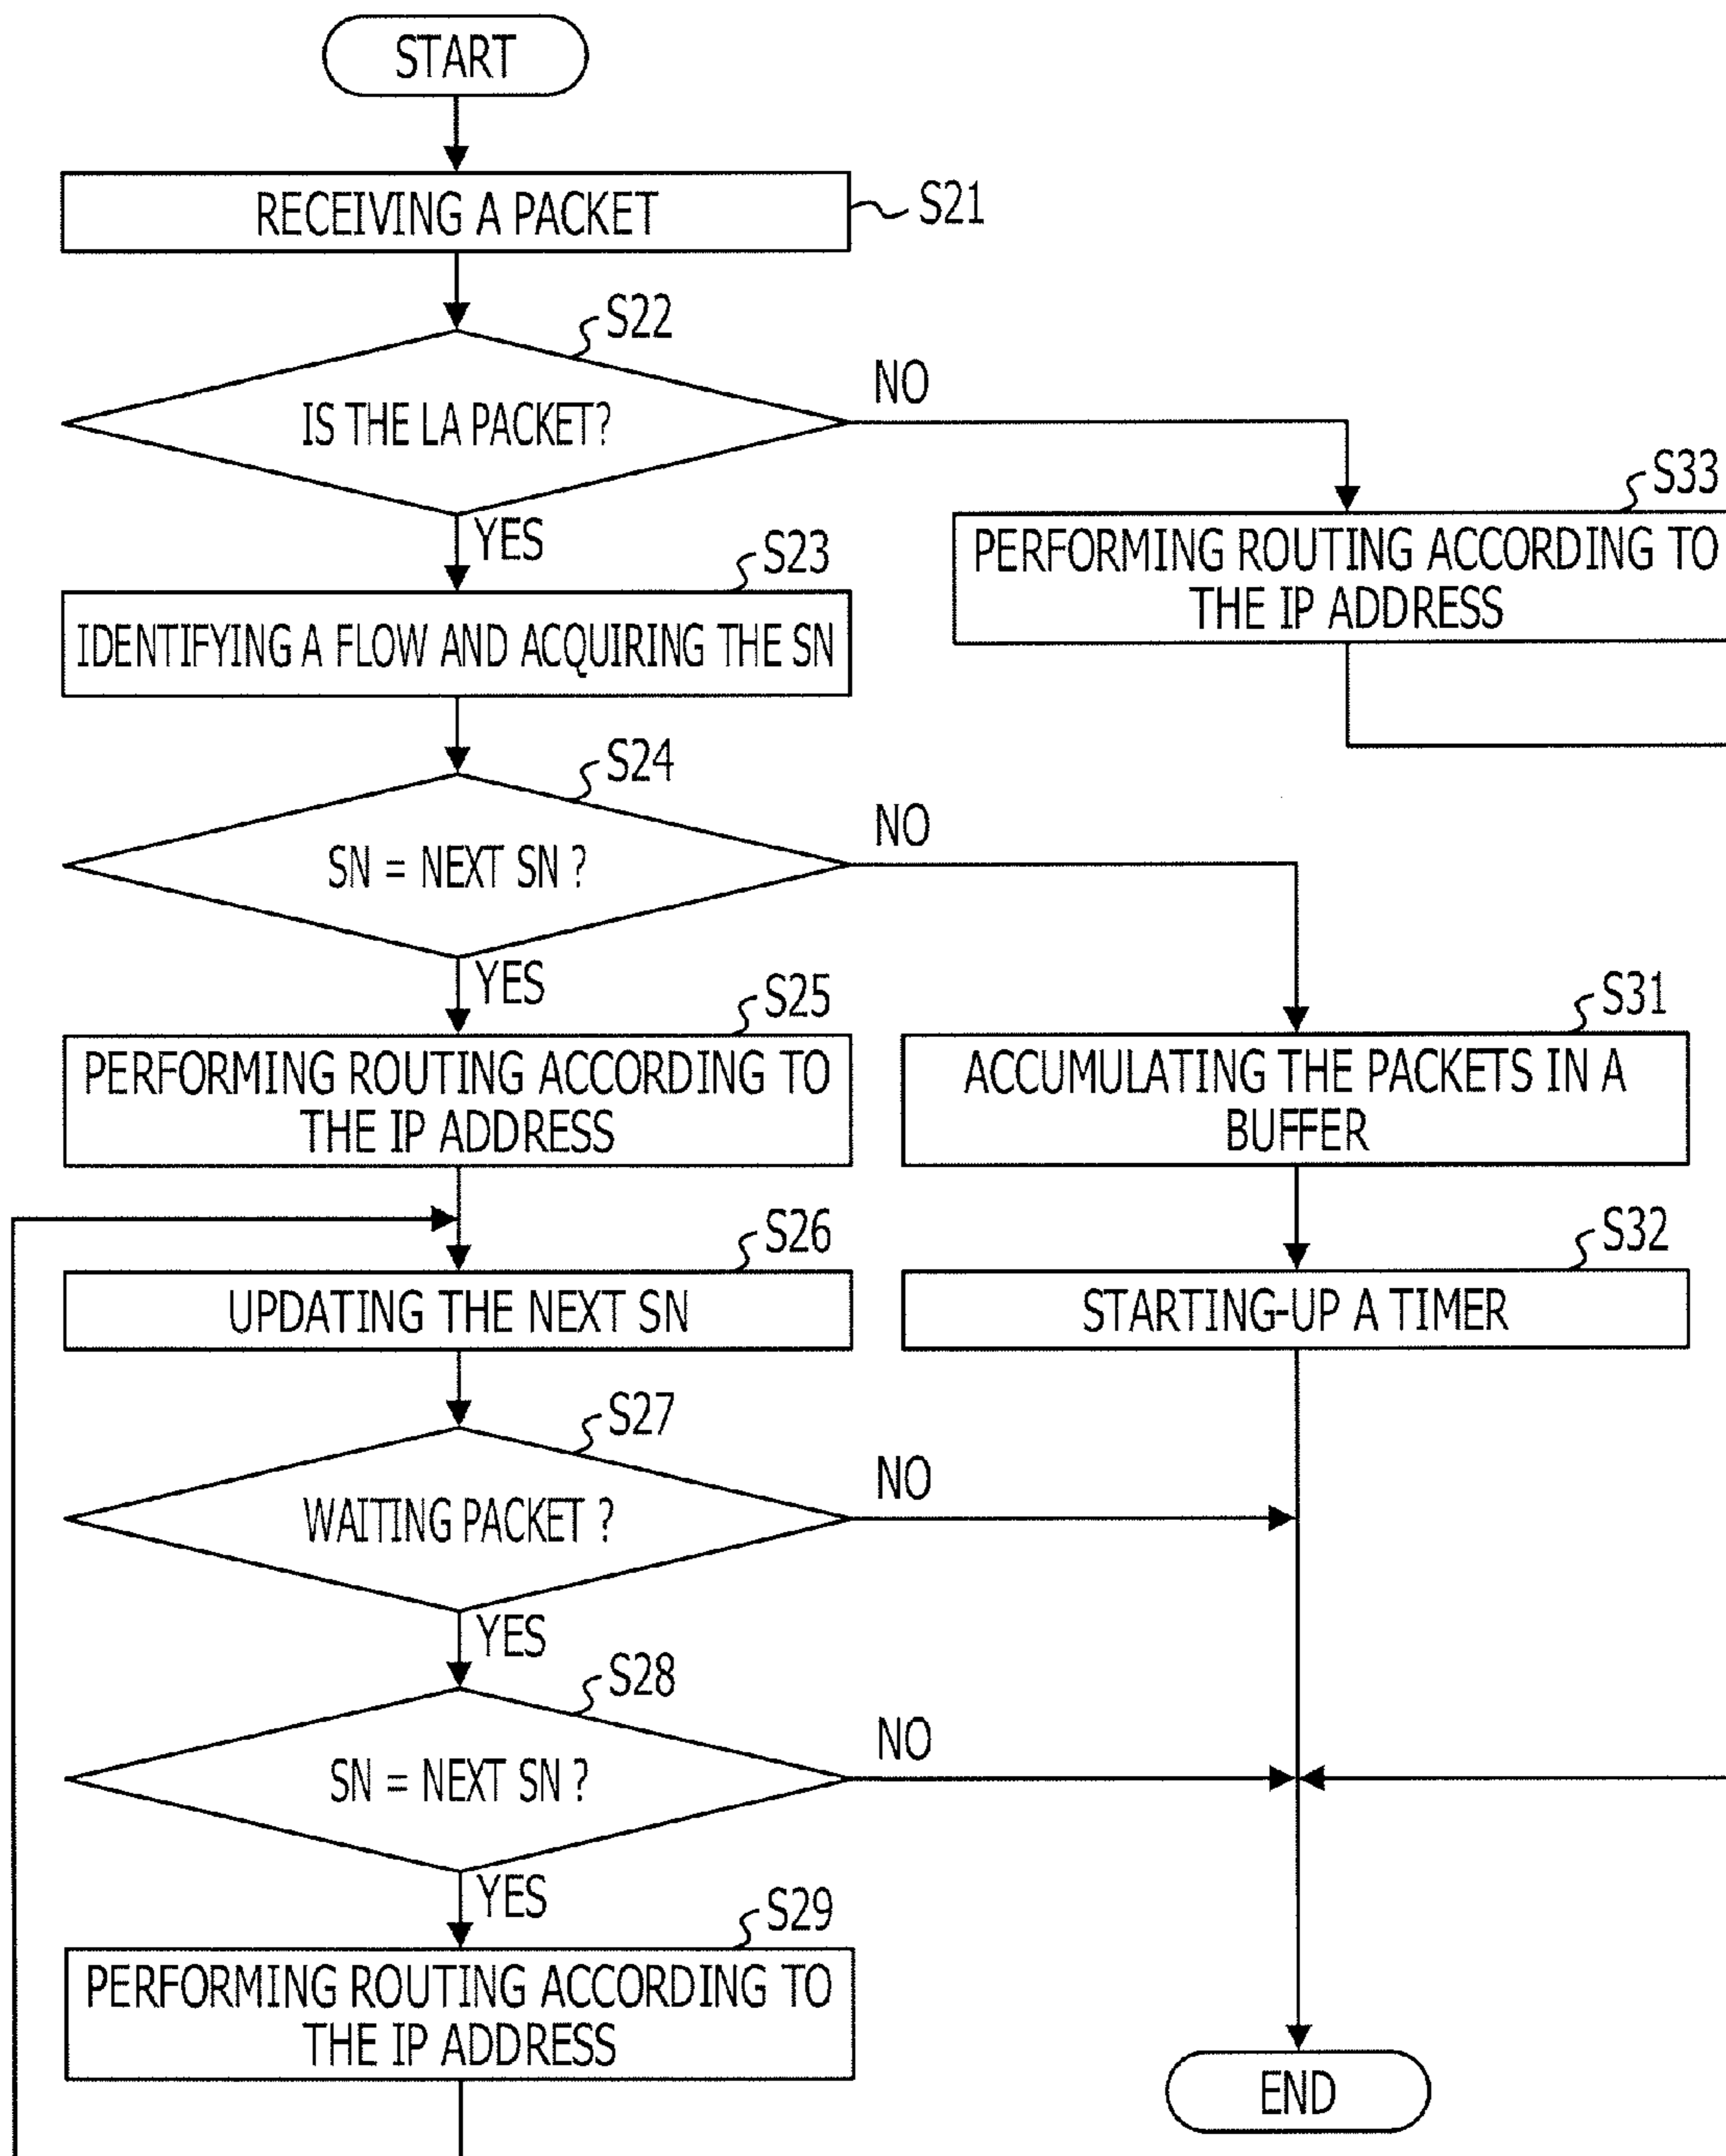 START
RECEIVING A PACKET
S21
S22
IS THE LA PACKET?
NO
YES
S33
PERFORMING ROUTING ACCORDING TO
THE IP ADDRESS
S23
IDENTIFYING A FLOW AND ACQUIRING THE SN
S24
SN = NEXT SN ?
NO
YES
S25
PERFORMING ROUTING ACCORDING TO
THE IP ADDRESS
S31
ACCUMULATING THE PACKETS IN A
BUFFER
S26
UPDATING THE NEXT SN
S32
STARTING-UP A TIMER
S27
WAITING PACKET ?
NO
YES
S28
SN = NEXT SN ?
NO
YES
S29
PERFORMING ROUTING ACCORDING TO
THE IP ADDRESS
END